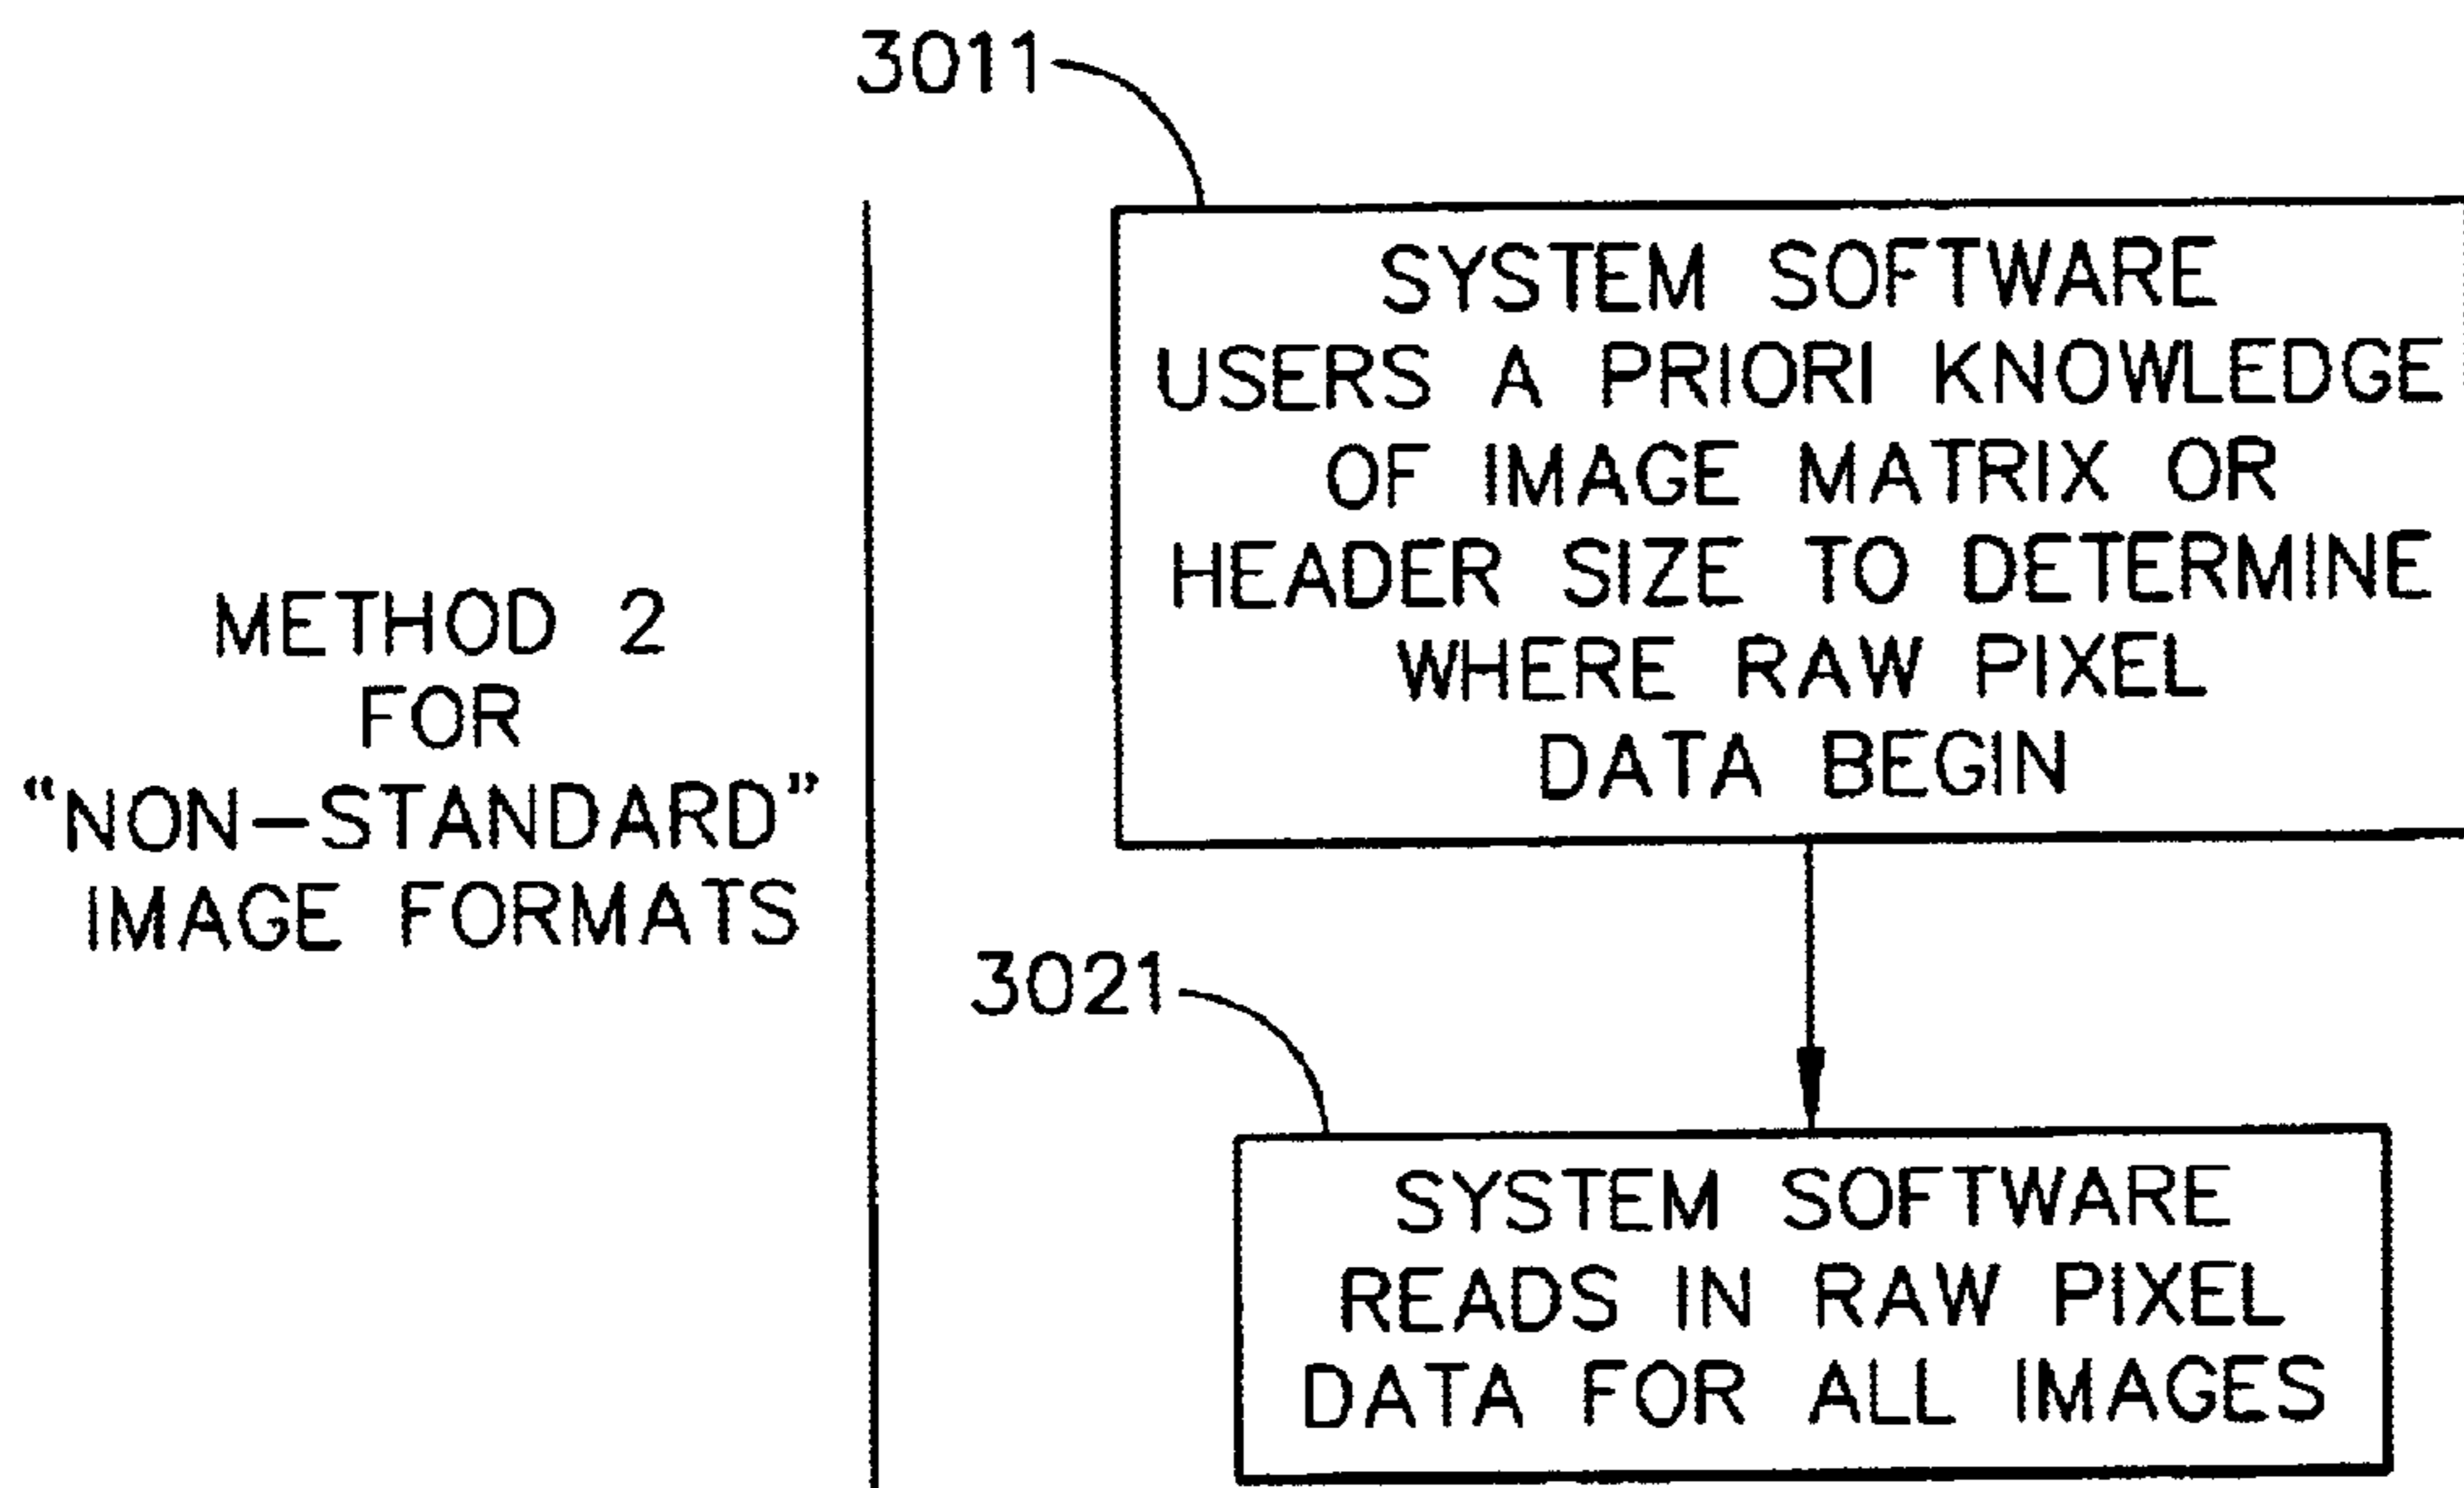 3011
SYSTEM SOFTWARE
USERS A PRIORI KNOWLEDGE
OF IMAGE MATRIX OR
HEADER SIZE TO DETERMINE
WHERE RAW PIXEL
DATA BEGIN
METHOD 2
FOR
“NON–STANDARD”
IMAGE FORMATS
3021
SYSTEM SOFTWARE
READS IN RAW PIXEL
DATA FOR ALL IMAGES